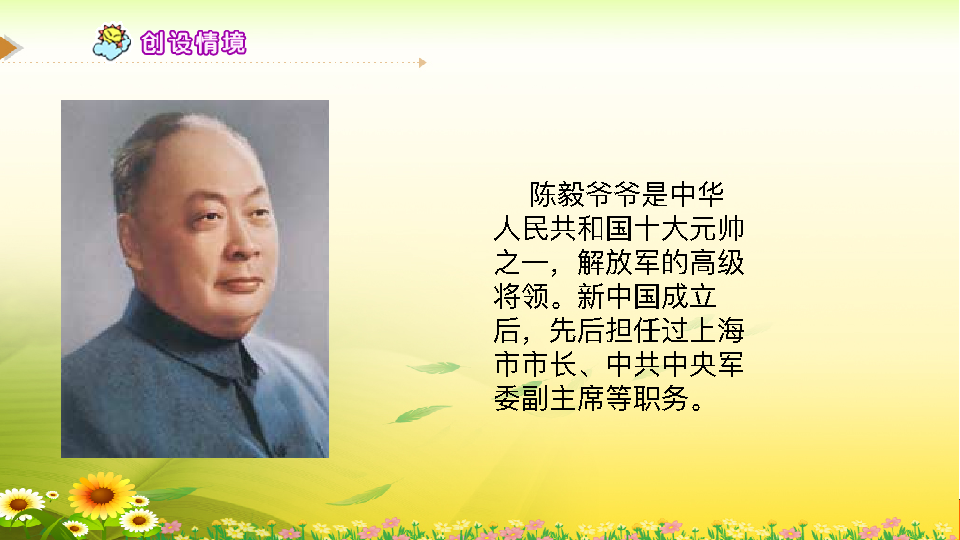 创设情境
陈毅爷爷是中华
人民共和国十大元帅
之一，解放军的高级
将领。新中国成立
后，先后担任过上海
市市长、中共中央军
委副主席等职务。